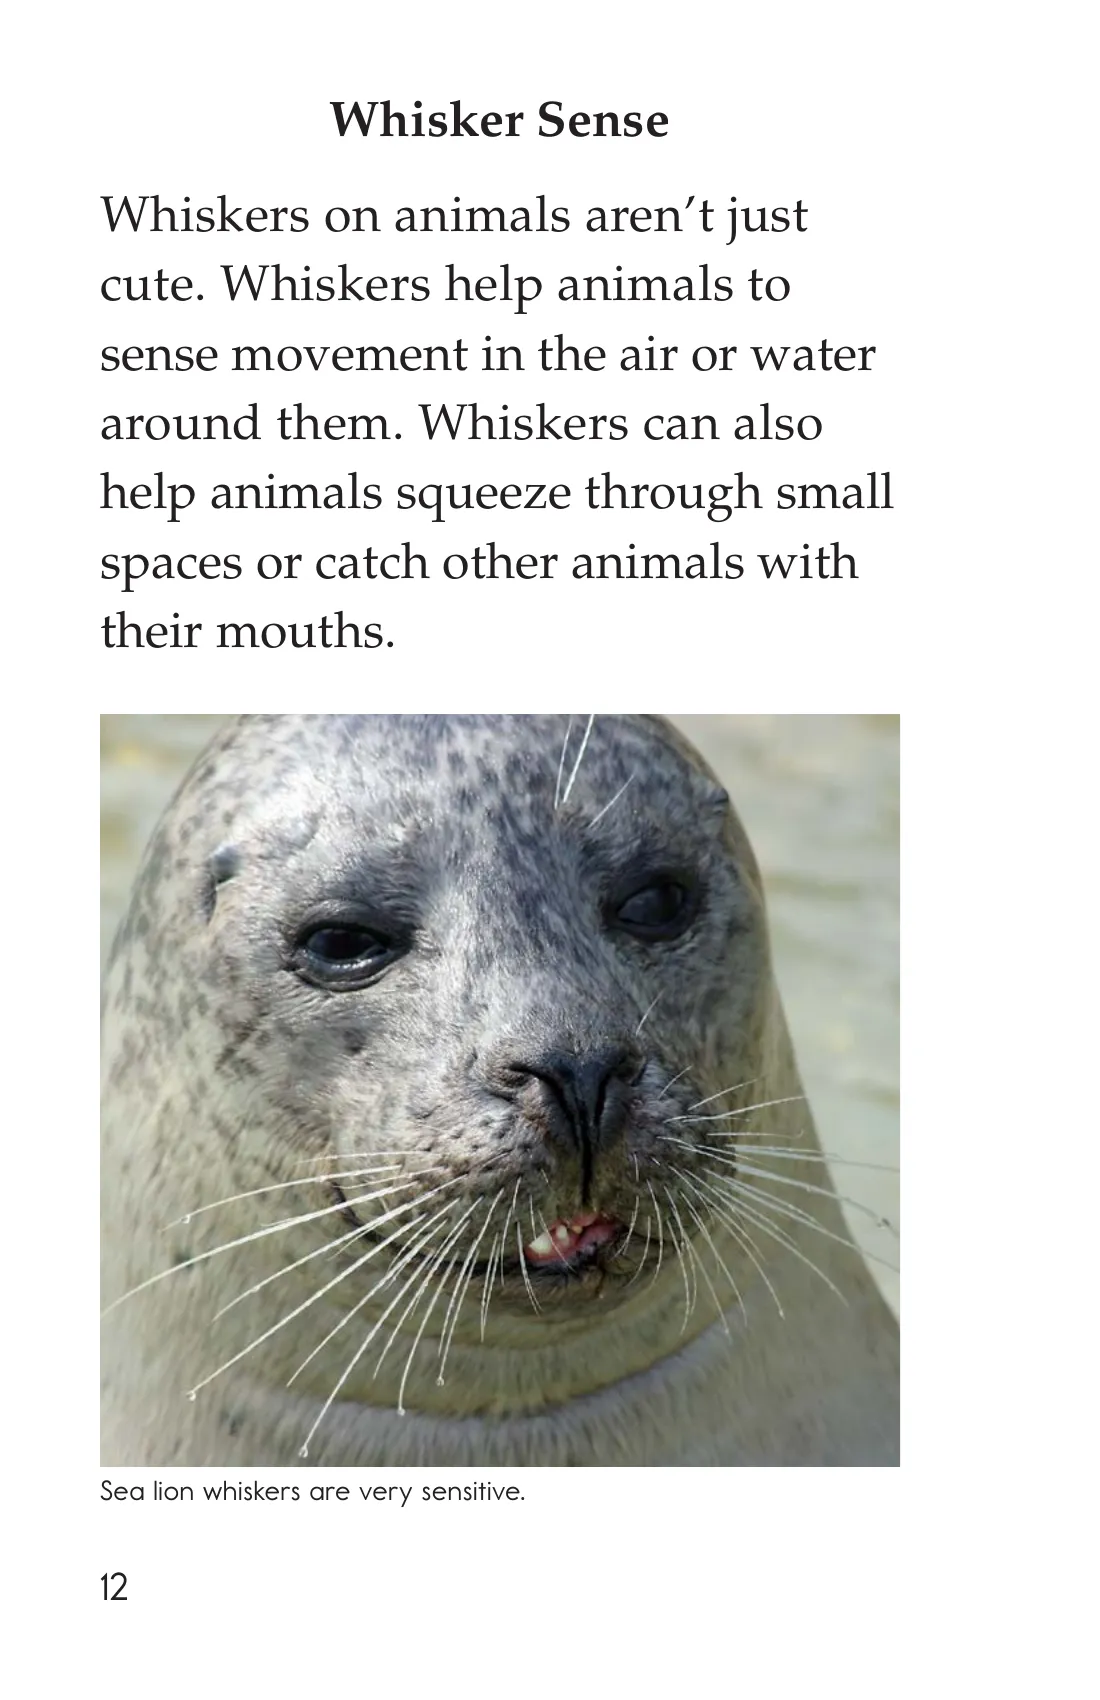 Whisker Sense
Whiskers on animals aren’t just
cute. Whiskers help animals to
sense movement in the air or water
around them. Whiskers can also
help animals squeeze through small
spaces or catch other animals with
their mouths.
Sea lion whiskers are very sensitive.
12